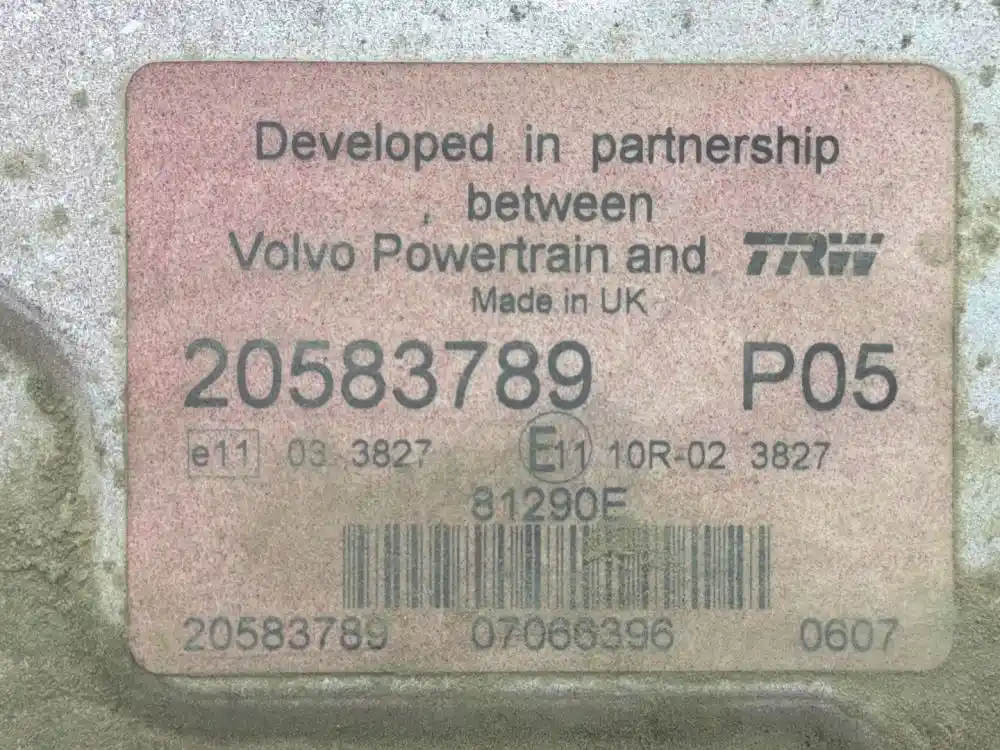 Developed in partnership
between
Volvo Powertrain and TRW
Made in UK
20583789 P05
e11 03 3827 E11 10R-02 3827
81290E
20583789 07066396 0607